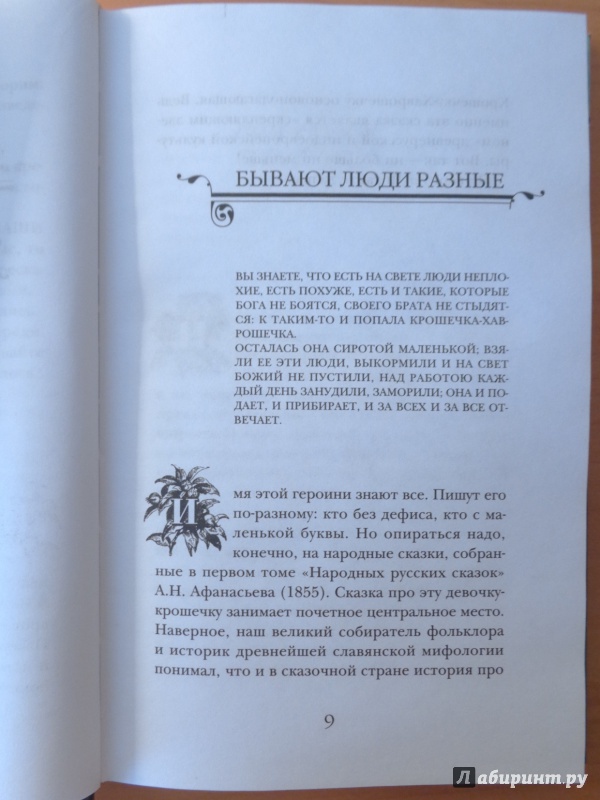 БЫВАЮТ ЛЮДИ РАЗНЫЕ
ВЫ ЗНАЕТЕ, ЧТО ЕСТЬ НА СВЕТЕ ЛЮДИ НЕПЛО-
ХИЕ, ЕСТЬ ПОХУЖЕ, ЕСТЬ И ТАКИЕ, КОТОРЫЕ
БОГА НЕ БОЯТСЯ, СВОЕГО БРАТА НЕ СТЫДЯТ-
СЯ: К ТАКИМ-ТО И ПОПАЛА КРОШЕЧКА-ХАВ-
РОШЕЧКА.
ОСТАЛАСЬ ОНА СИРОТОЙ МАЛЕНЬКОЙ; ВЗЯ-
ЛИ ЕЕ ЭТИ ЛЮДИ, ВЫКОРМИЛИ И НА СВЕТ
БОЖИЙ НЕ ПУСТИЛИ, НАД РАБОТОЮ КАЖ-
ДЫЙ ДЕНЬ ЗАНУДИЛИ, ЗАМОРИЛИ; ОНА И ПО-
ДАЕТ, И ПРИБИРАЕТ, И ЗА ВСЕХ И ЗА ВСЕ ОТ-
ВЕЧАЕТ.
Имя этой героини знают все. Пишут его
по-разному: кто без дефиса, кто с ма-
ленькой буквы. Но опираться надо,
конечно, на народные сказки, собран-
ные в первом томе «Народных русских сказок»
А.Н. Афанасьева (1855). Сказка про эту девочку-
крошечку занимает почетное центральное место.
Наверное, наш великий собиратель фольклора
и историк древнейшей славянской мифологии
понимал, что и в сказочной стране история про
9
Лабиринт.ру